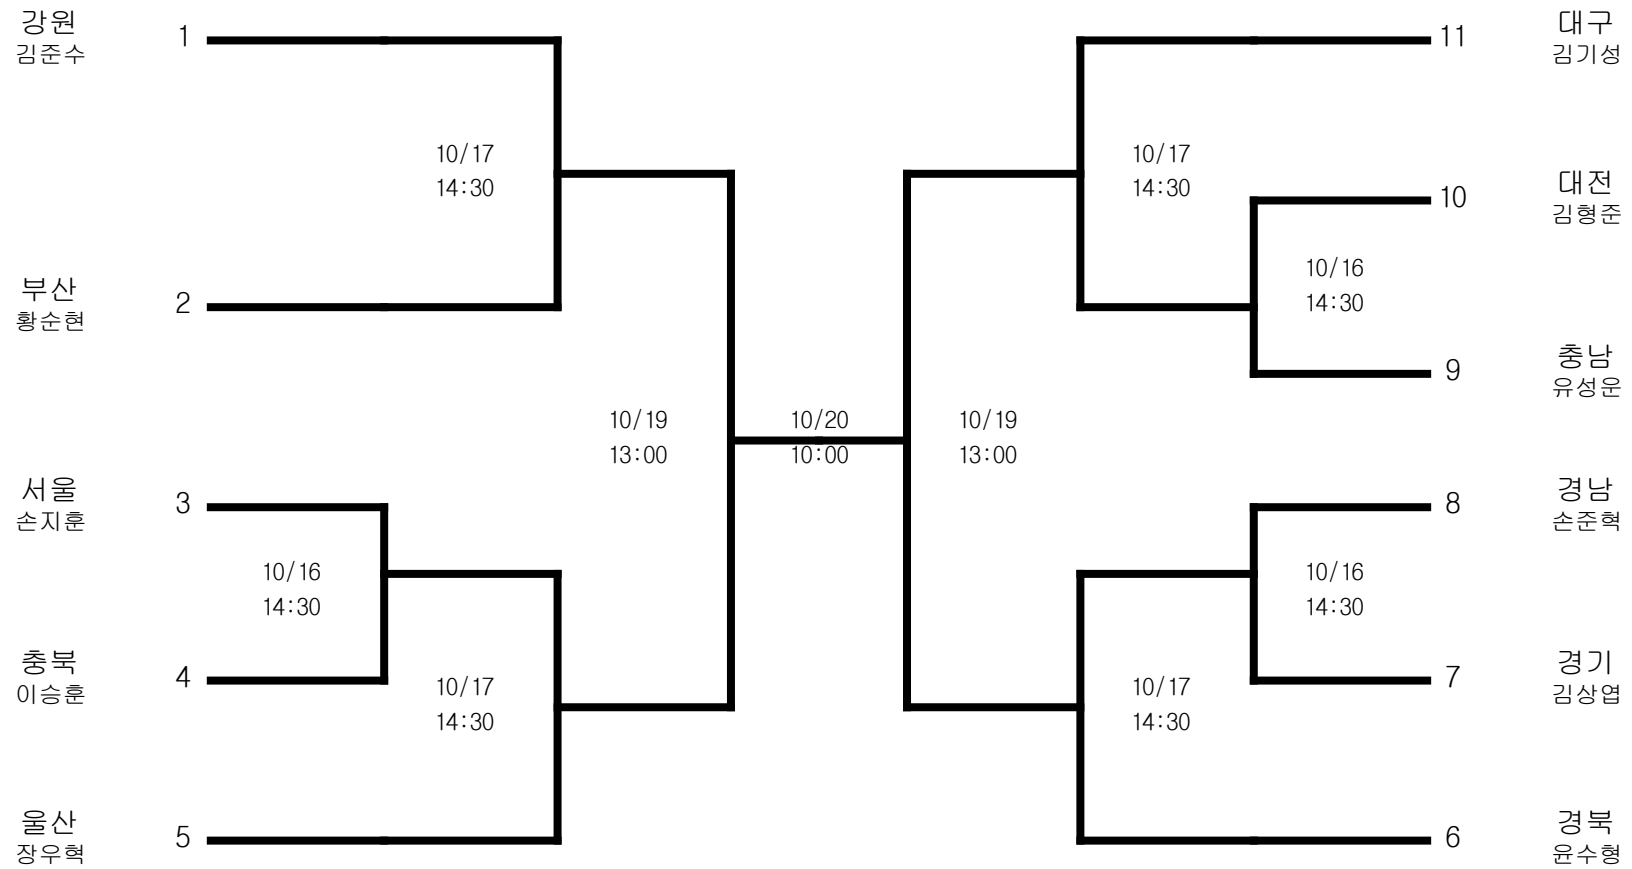 강원
김준수
1
10/17
14:30
부산
황순현
2
서울
손지훈
3
10/16
14:30
충북
이승훈
4
10/17
14:30
울산
장우혁
5
10/19
13:00
10/20
10:00
10/19
13:00
11
대구
김기성
10/17
14:30
10
대전
김형준
10/16
14:30
9
충남
유성운
8
경남
손준혁
10/16
14:30
7
경기
김상엽
10/17
14:30
6
경북
윤수형